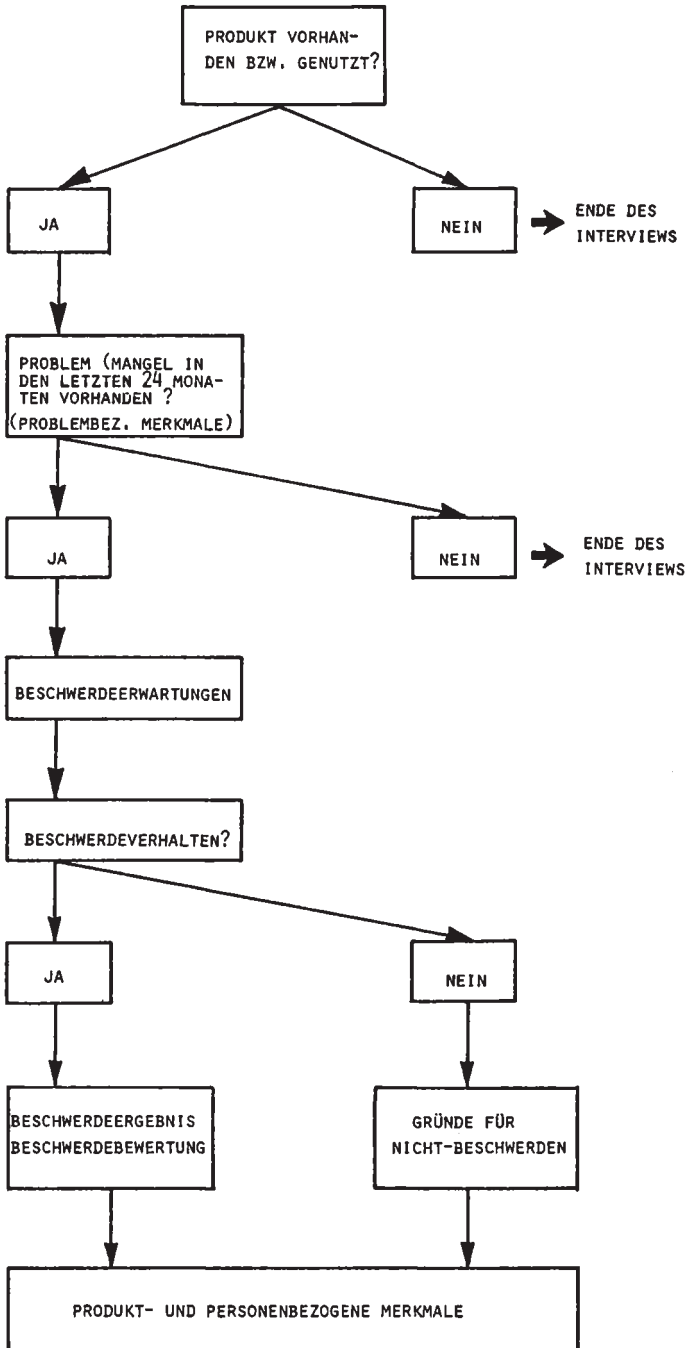 PRODUKT VORHAN-
DEN BZW. GENUTZT?
JA
NEIN
ENDE DES
INTERVIEWS
PROBLEM (MANGEL IN
DEN LETZTEN 24 MONA-
TEN VORHANDEN ?
(PROBLEMBEZ. MERKMALE)
JA
NEIN
ENDE DES
INTERVIEWS
BESCHWERDEERWARTUNGEN
BESCHWERDEVERHALTEN?
JA
NEIN
BESCHWERDEERGEBNIS
BESCHWERDEBEWERTUNG
GRÜNDE FÜR
NICHT-BESCHWERDEN
PRODUKT- UND PERSONENBEZOGENE MERKMALE